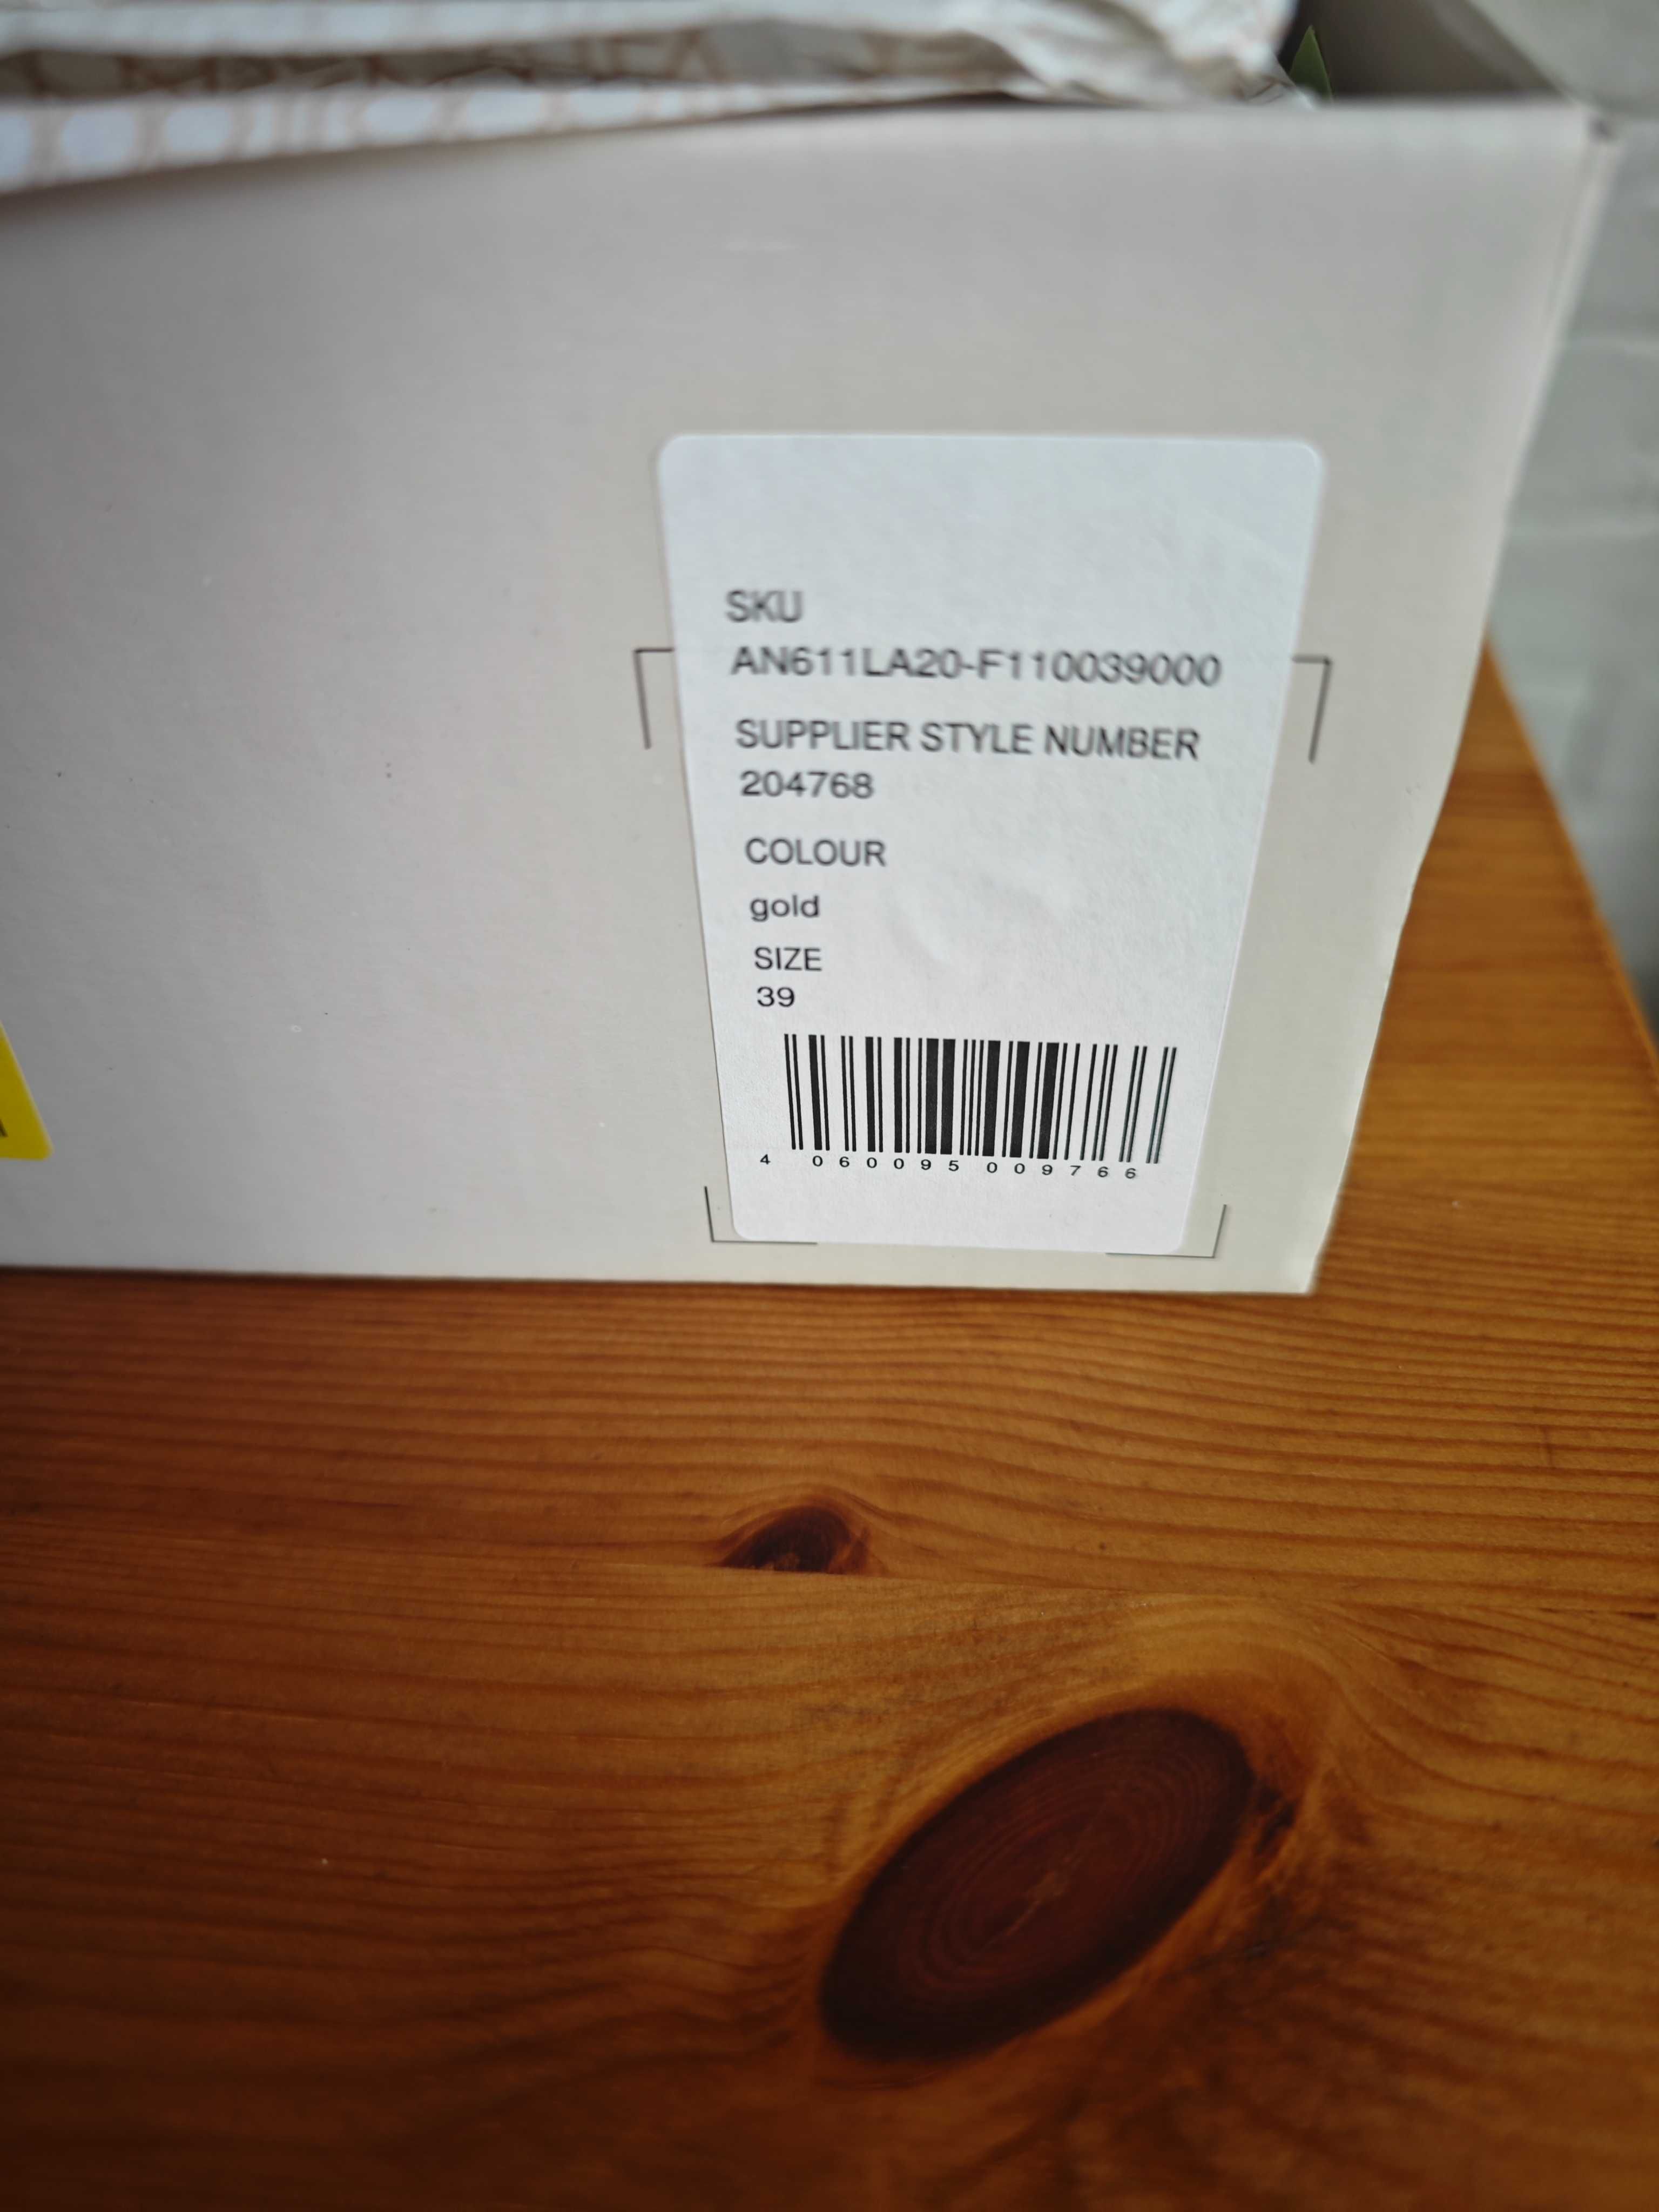 SKU
AN611LA20-F110039000
SUPPLIER STYLE NUMBER
204768
COLOUR
gold
SIZE
39
4 060095 009766